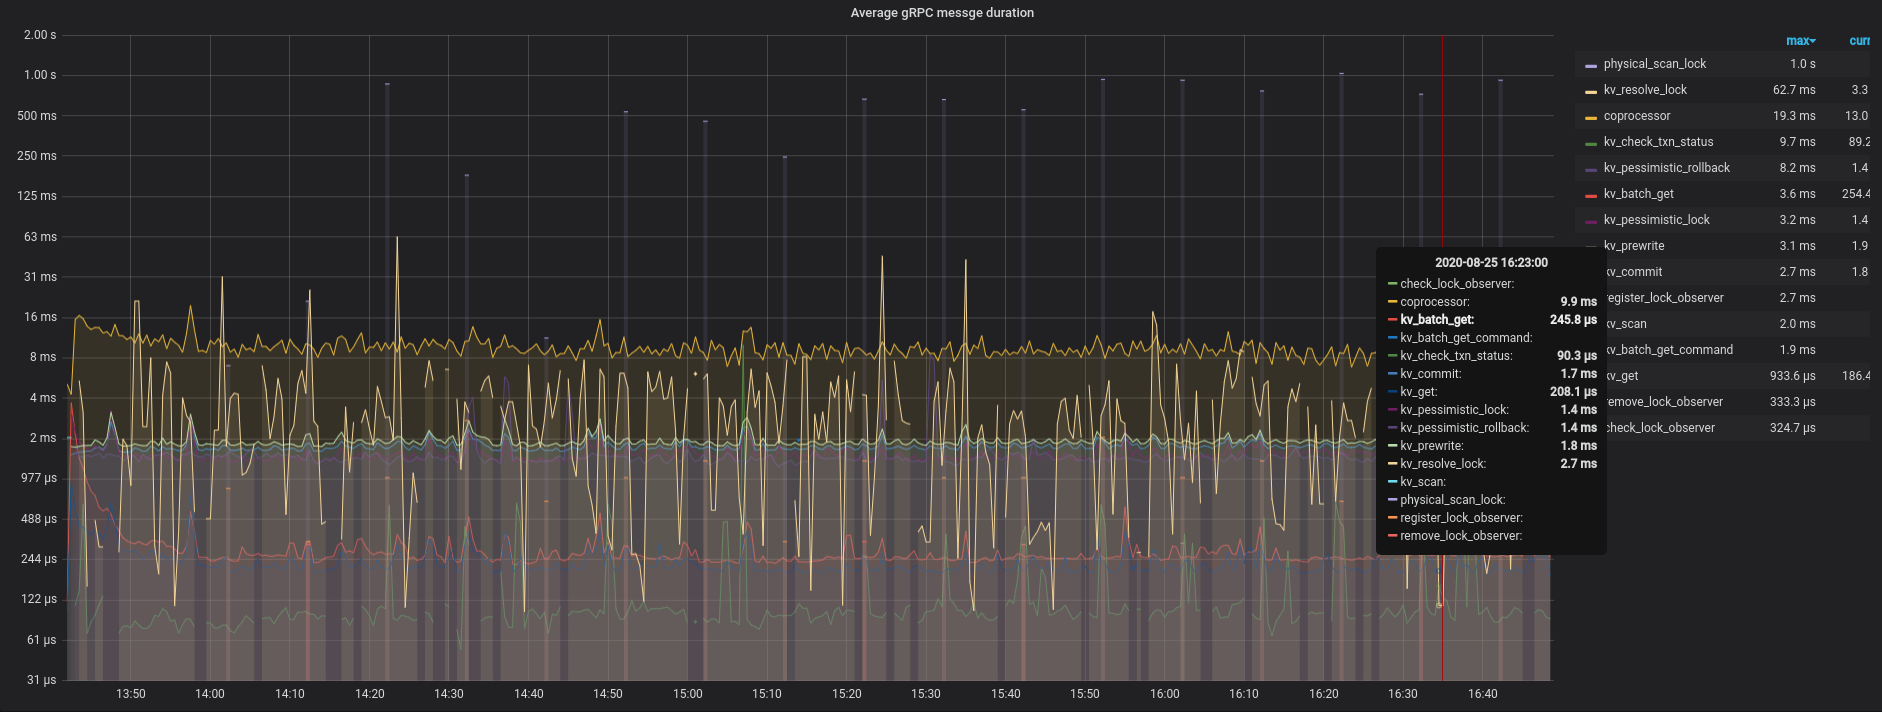 Average gRPC messge duration
2.00 s
1.00 s
500 ms
250 ms
125 ms
63 ms
31 ms
16 ms
8 ms
4 ms
2 ms
977 µs
488 µs
244 µs
122 µs
61 µs
31 µs
13:50 14:00 14:10 14:20 14:30 14:40 14:50 15:00 15:10 15:20 15:30 15:40 15:50 16:00 16:10 16:20 16:30 16:40
max curr
physical_scan_lock 1.0 s
kv_resolve_lock 62.7 ms 3.3
coprocessor 19.3 ms 13.0
kv_check_txn_status 9.7 ms 89.2
kv_pessimistic_rollback 8.2 ms 1.4
kv_batch_get 3.6 ms 254.4
kv_pessimistic_lock 3.2 ms 1.4
kv_prewrite 3.1 ms 1.9
kv_commit 2.7 ms 1.8
register_lock_observer 2.7 ms
kv_scan 2.0 ms
kv_batch_get_command 1.9 ms
kv_get 933.6 µs 186.4
remove_lock_observer 333.3 µs
check_lock_observer 324.7 µs
2020-08-25 16:23:00
check_lock_observer:
coprocessor: 9.9 ms
kv_batch_get: 245.8 µs
kv_batch_get_command:
kv_check_txn_status: 90.3 µs
kv_commit: 1.7 ms
kv_get: 208.1 µs
kv_pessimistic_lock: 1.4 ms
kv_pessimistic_rollback: 1.4 ms
kv_prewrite: 1.8 ms
kv_resolve_lock: 2.7 ms
kv_scan:
physical_scan_lock:
register_lock_observer:
remove_lock_observer: